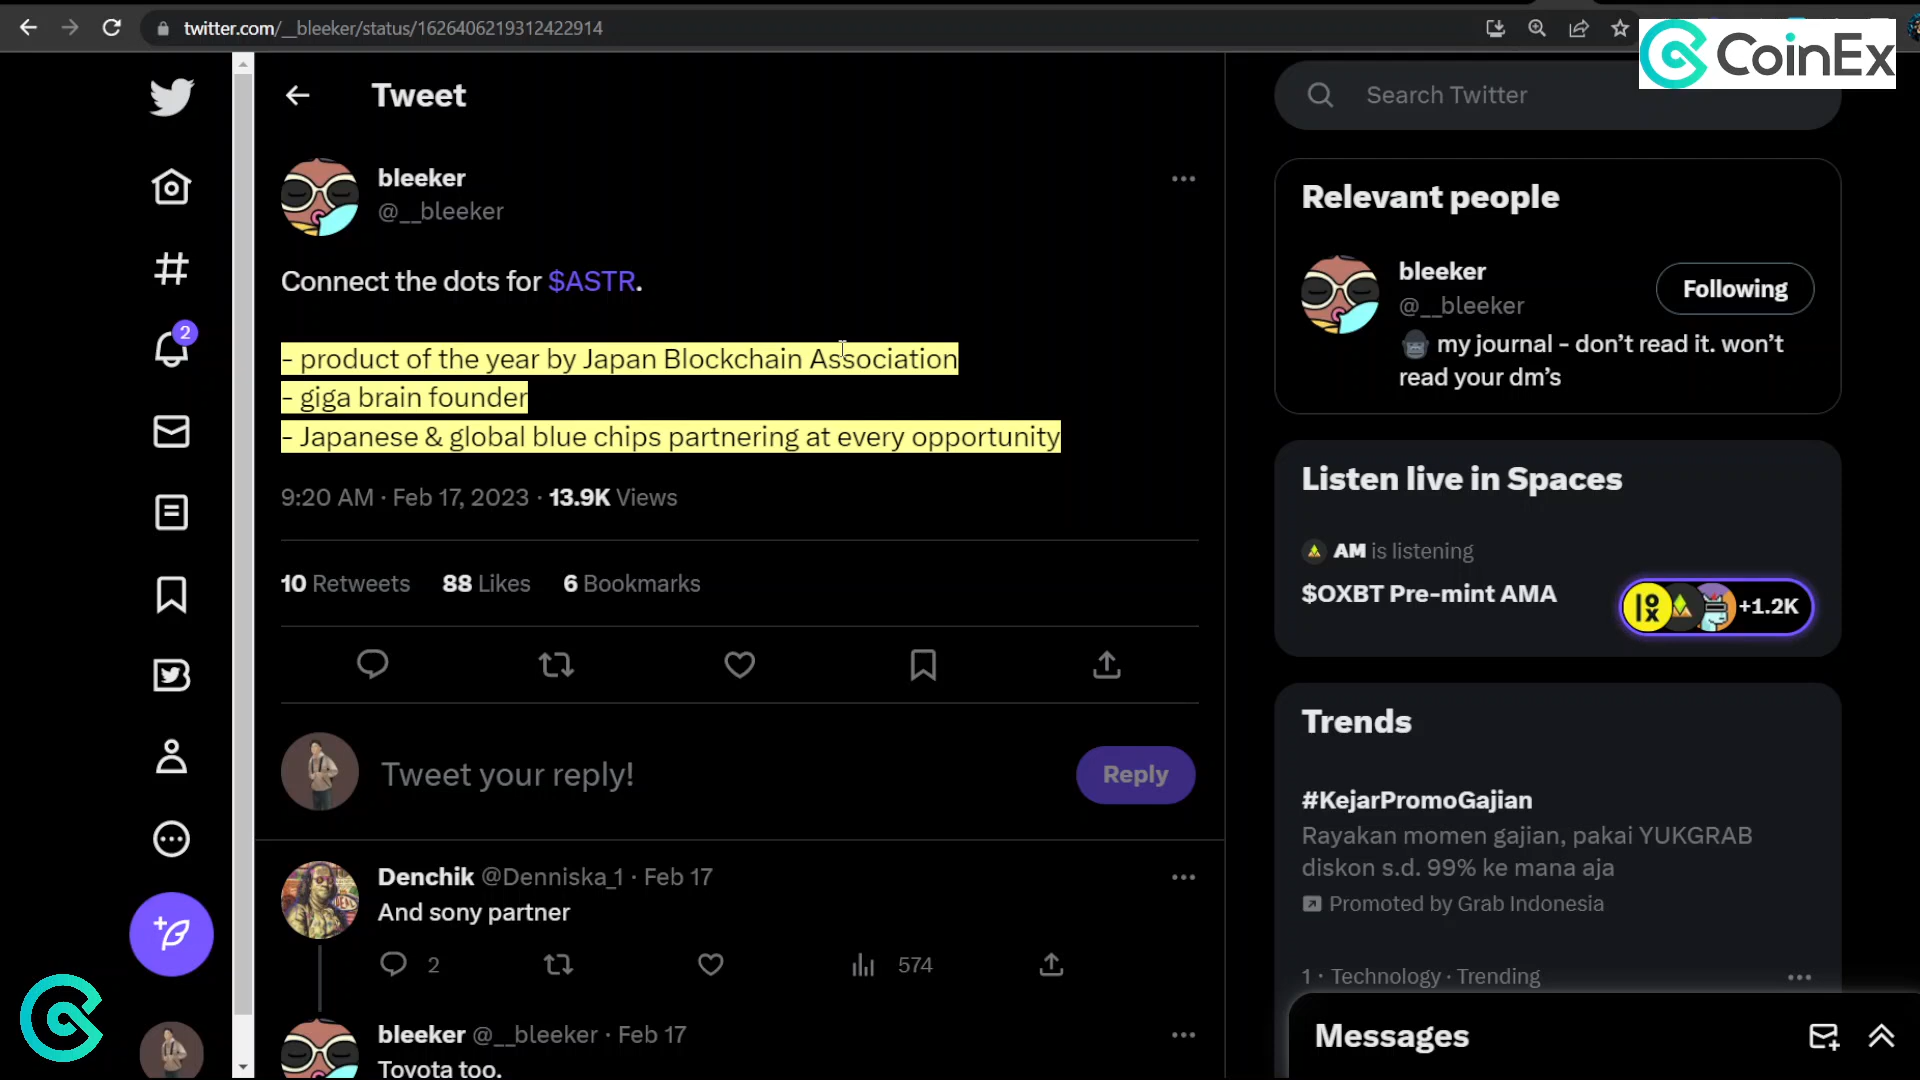 twitter.com/__bleeker/status/1626406219312422914
CoinEx
Tweet
Search Twitter
bleeker
@__bleeker
Connect the dots for $ASTR.
- product of the year by Japan Blockchain Association
- giga brain founder
- Japanese & global blue chips partnering at every opportunity
9:20 AM · Feb 17, 2023 · 13.9K Views
10 Retweets 88 Likes 6 Bookmarks
Tweet your reply!
Reply
Denchik @Denniska_1 · Feb 17
And sony partner
2
574
bleeker @__bleeker · Feb 17
Toyota too.
2
Relevant people
bleeker
@__bleeker
Following
my journal - don't read it. won't
read your dm's
Listen live in Spaces
AM is listening
$OXBT Pre-mint AMA
+1.2K
Trends
#KejarPromoGajian
Rayakan momen gajian, pakai YUKGRAB
diskon s.d. 99% ke mana aja
Promoted by Grab Indonesia
1 · Technology · Trending
Messages